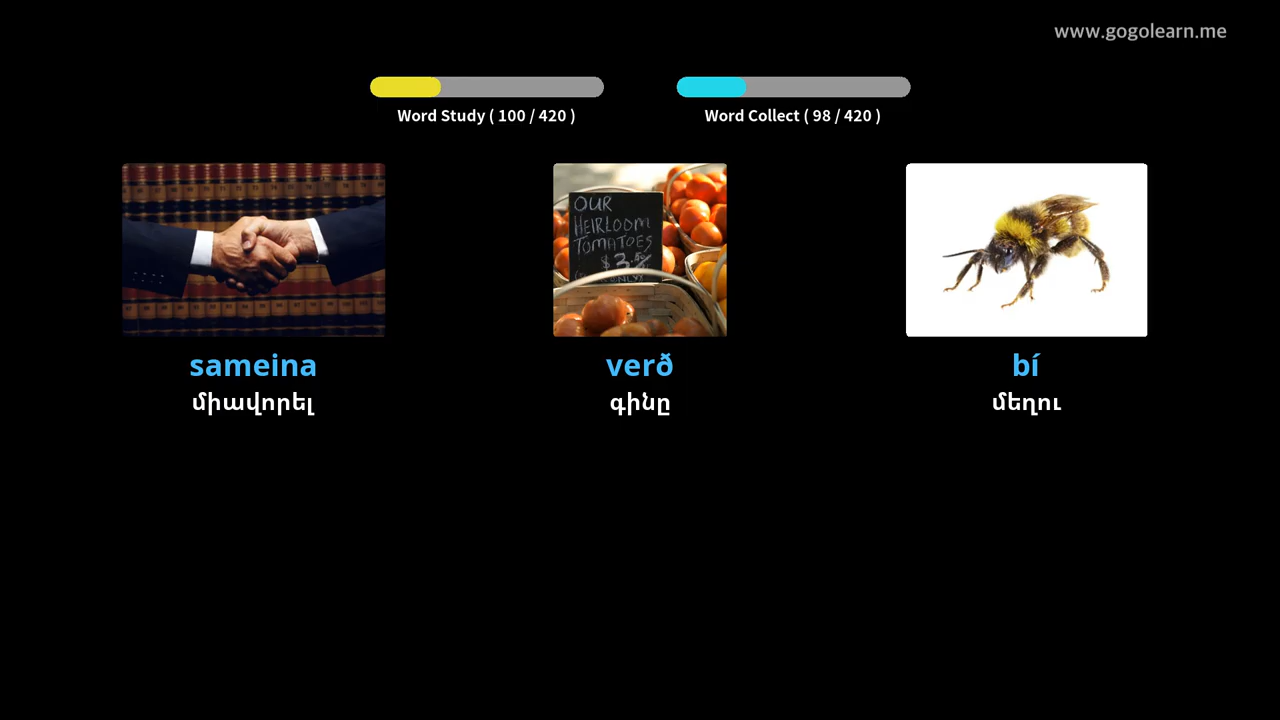 www.gogolearn.me
Word Study ( 100 / 420 )
Word Collect ( 98 / 420 )
OUR
HEIRLOOM
TOMATOES
sameina
verð
bí
միավորել
գինը
մեղու